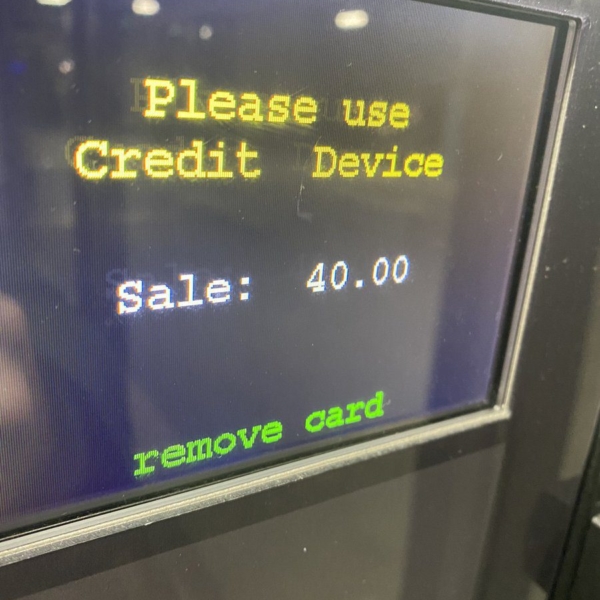 Please use
Credit Device
Sale: 40.00
remove card